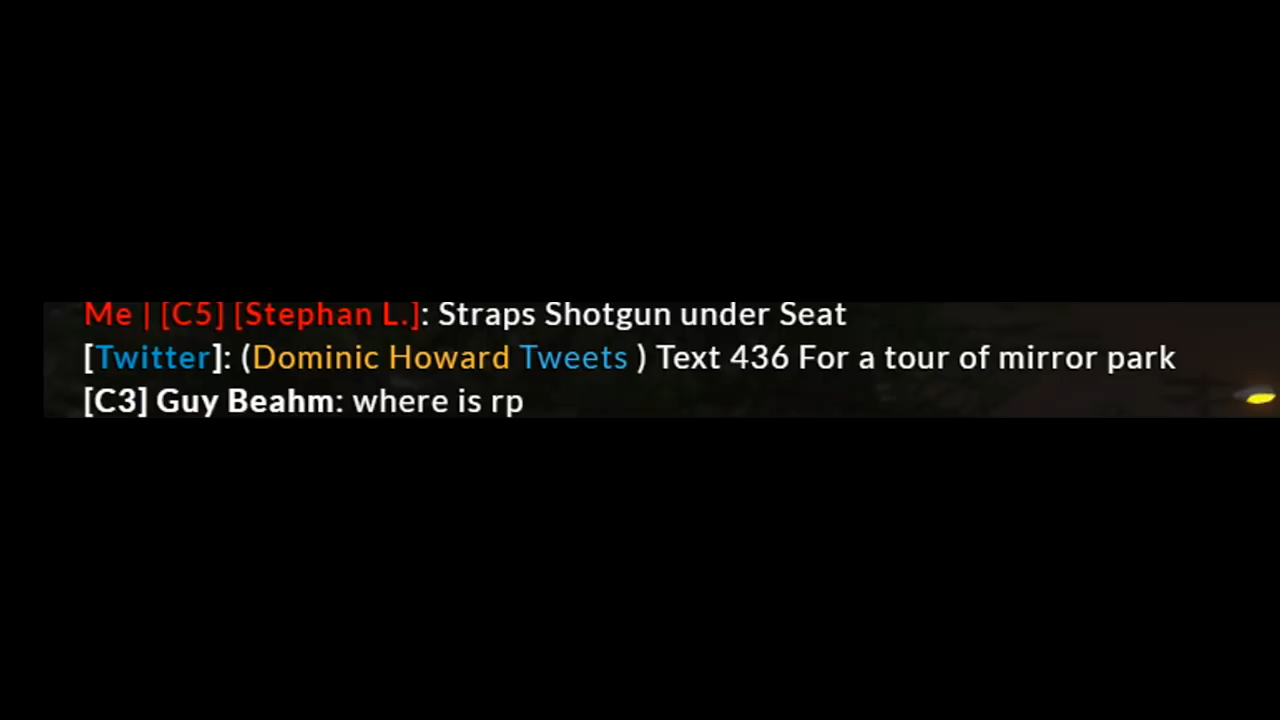 Me | [C5] [Stephan L.]: Straps Shotgun under Seat
[Twitter]: (Dominic Howard Tweets ) Text 436 For a tour of mirror park
[C3] Guy Beahm: where is rp